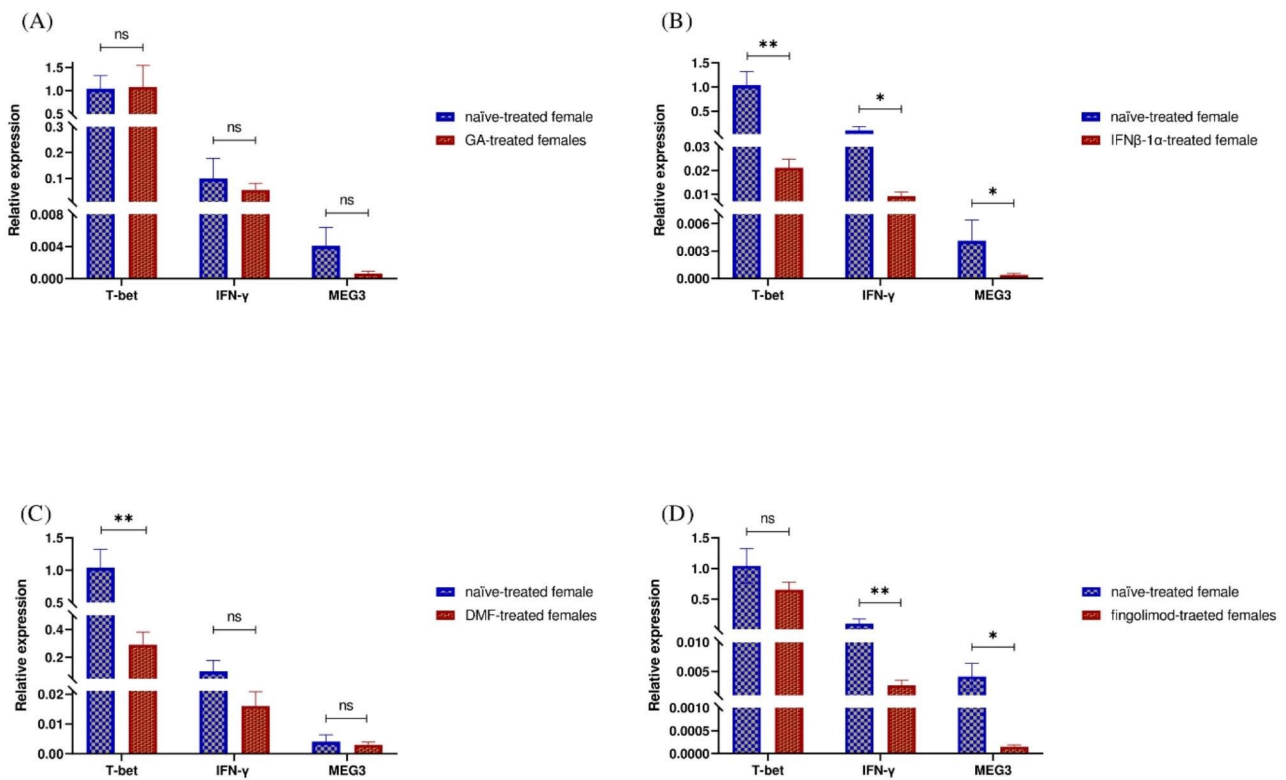 (A)
ns
1.5
1.0
0.5
0.3
0.2
0.1
0.008
0.004
0.000
Relative expression
ns
ns
T-bet
IFN-γ
MEG3
naïve-treated female
GA-treated females
(B)
**
1.5
1.0
0.5
0.03
0.01
0.006
0.003
0.000
Relative expression
*
*
T-bet
IFN-γ
MEG3
naïve-treated female
IFNβ-1α-treated female
(C)
**
1.5
1.0
0.5
0.4
0.2
0.02
0.01
0.00
Relative expression
ns
ns
T-bet
IFN-γ
MEG3
naïve-treated female
DMF-treated females
(D)
ns
1.5
1.0
0.5
0.010
0.005
0.0010
0.0005
0.0000
Relative expression
**
*
T-bet
IFN-γ
MEG3
naïve-treated female
fingolimod-traeted females